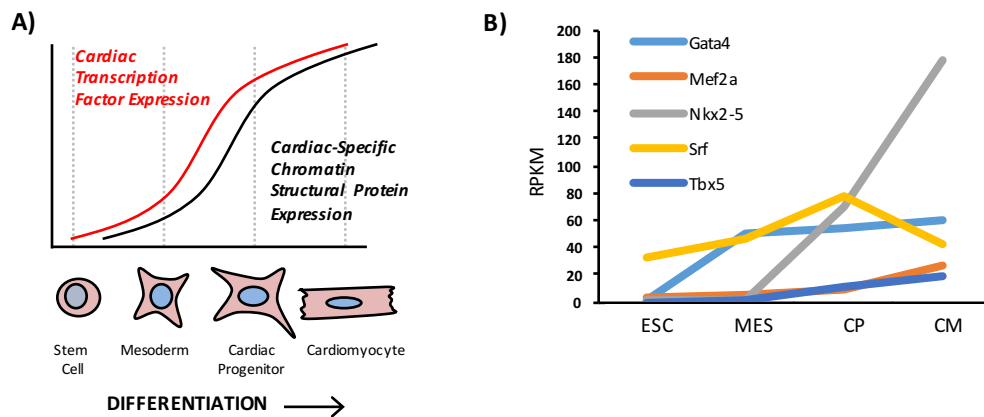 A)
Cardiac
Transcription
Factor Expression
Cardiac-Specific
Chromatin
Structural Protein
Expression
Stem
Cell
Mesoderm
Cardiac
Progenitor
Cardiomyocyte
DIFFERENTIATION
B)
200
180
160
140
120
100
80
60
40
20
0
RPKM
Gata4
Mef2a
Nkx2-5
Srf
Tbx5
ESC
MES
CP
CM